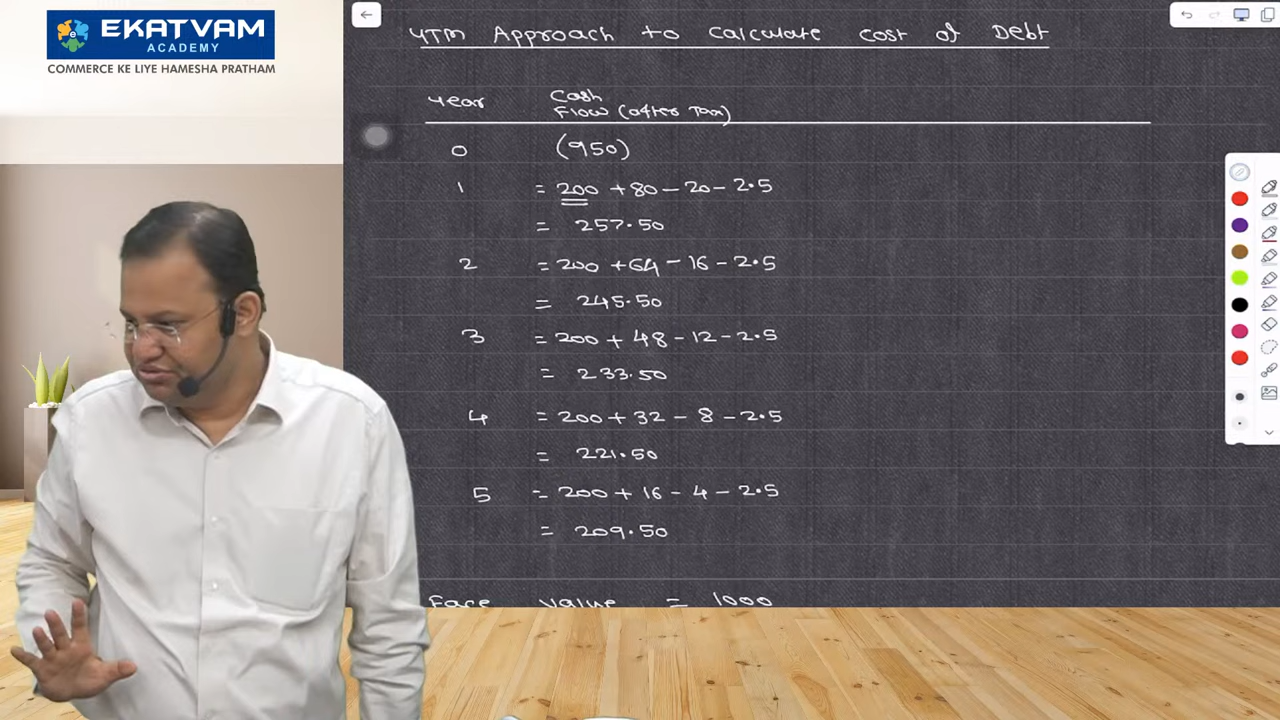 EKATVAM
ACADEMY
COMMERCE KE LIYE HAMESHA PRATHAM
YTM Approach to Calculate cost of Debt
Year Cash Flow (after Tax)
0 (950)
1 = 200 + 80 - 20 - 2.5
= 257.50
2 = 200 + 64 - 16 - 2.5
= 245.50
3 = 200 + 48 - 12 - 2.5
= 233.50
4 = 200 + 32 - 8 - 2.5
= 221.50
5 = 200 + 16 - 4 - 2.5
= 209.50
Face value = 1000